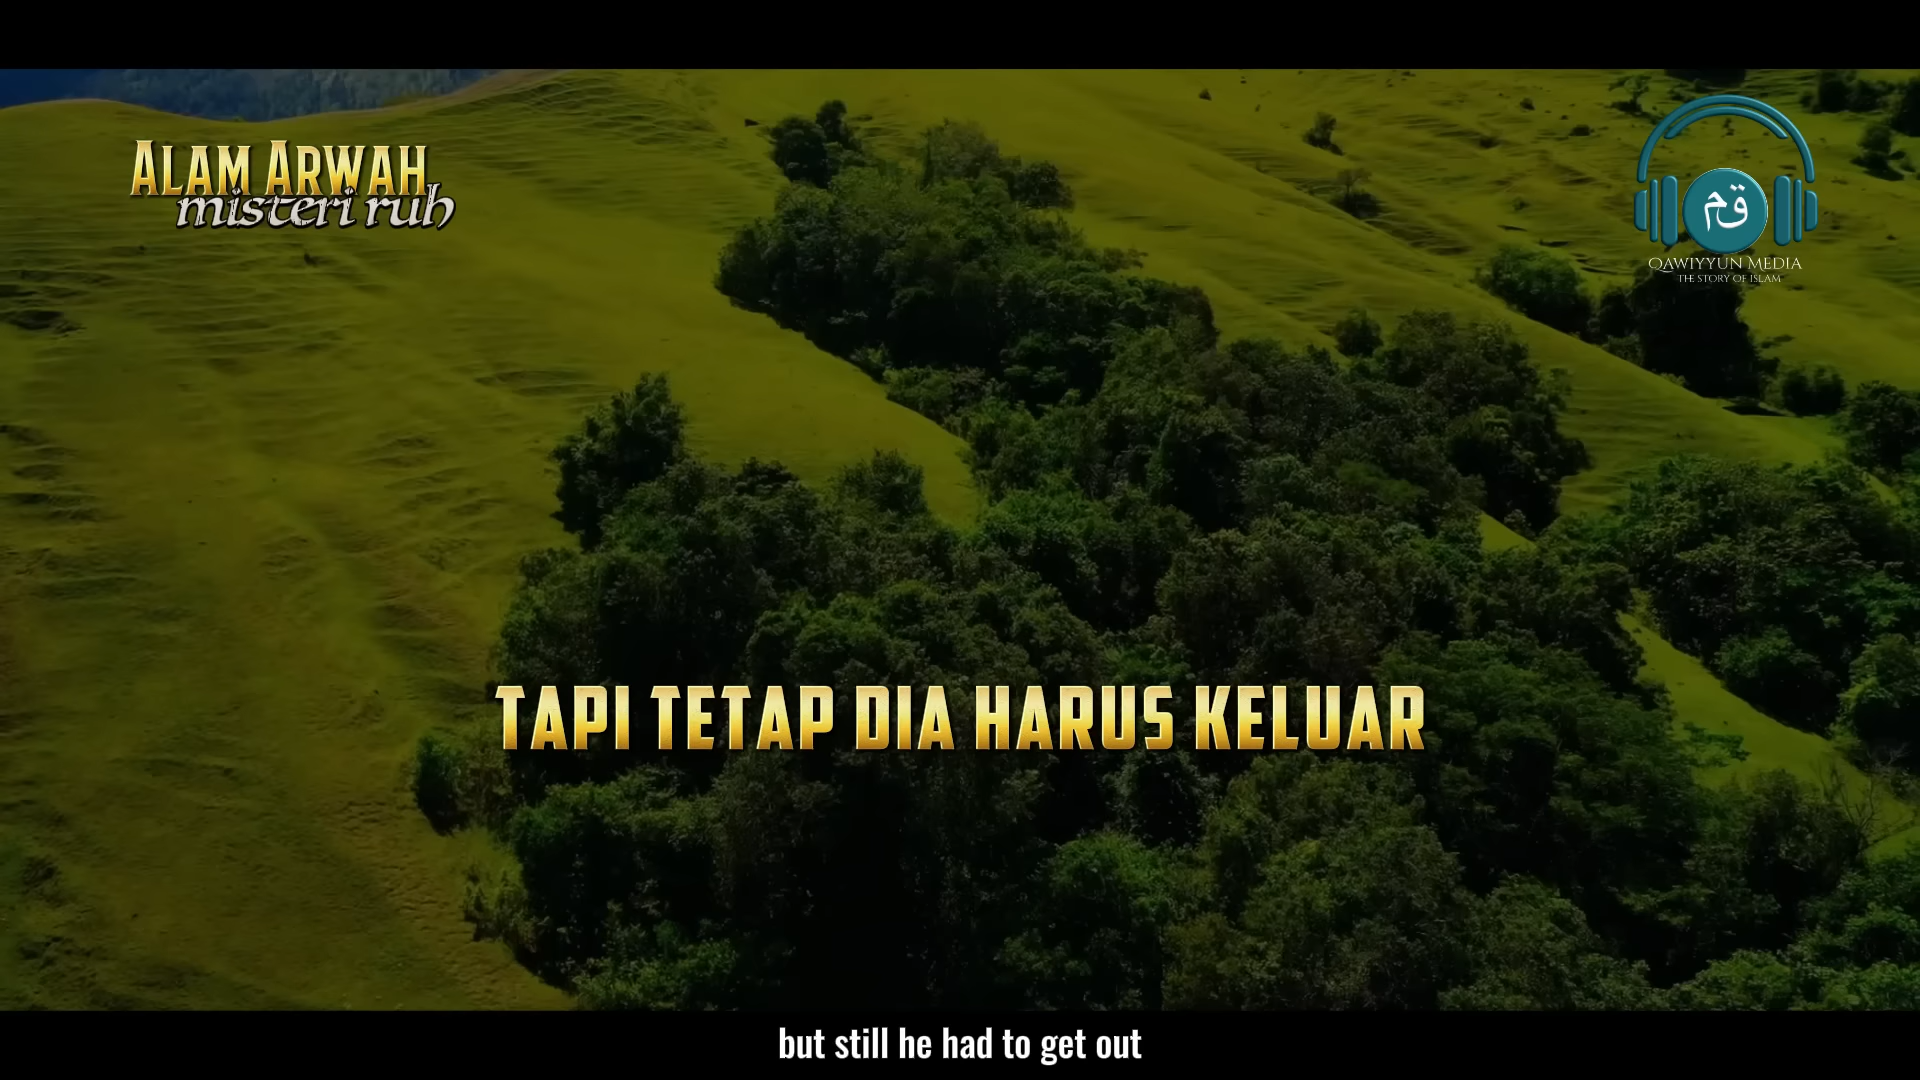 ALAM ARWAH
misteri ruh
قم
QAWIYYUN MEDIA
THE STORY OF ISLAM
TAPI TETAP DIA HARUS KELUAR
but still he had to get out